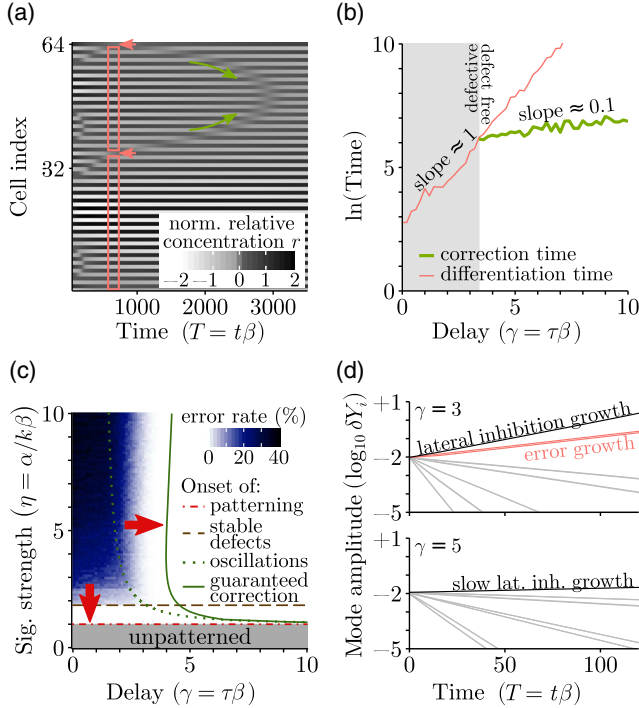 (a)
64
32
Cell index
norm. relative
concentration r
−2 −1 0 1 2
1000 2000 3000
Time (T = tβ)
(b)
10
5
0
ln(Time)
defective
defect free
slope ≈ 1
slope ≈ 0.1
correction time
differentiation time
0 5 10
Delay (γ = τβ)
(c)
10
5
1
0
Sig. strength (η = α/kβ)
error rate (%)
0 20 40
Onset of:
patterning
stable
defects
oscillations
guaranteed
correction
unpatterned
0 5 10
Delay (γ = τβ)
(d)
Mode amplitude (log₁₀ δYᵢ)
+1
−2
−5
γ = 3
lateral inhibition growth
error growth
+1
−2
−5
γ = 5
slow lat. inh. growth
0 50 100
Time (T = tβ)